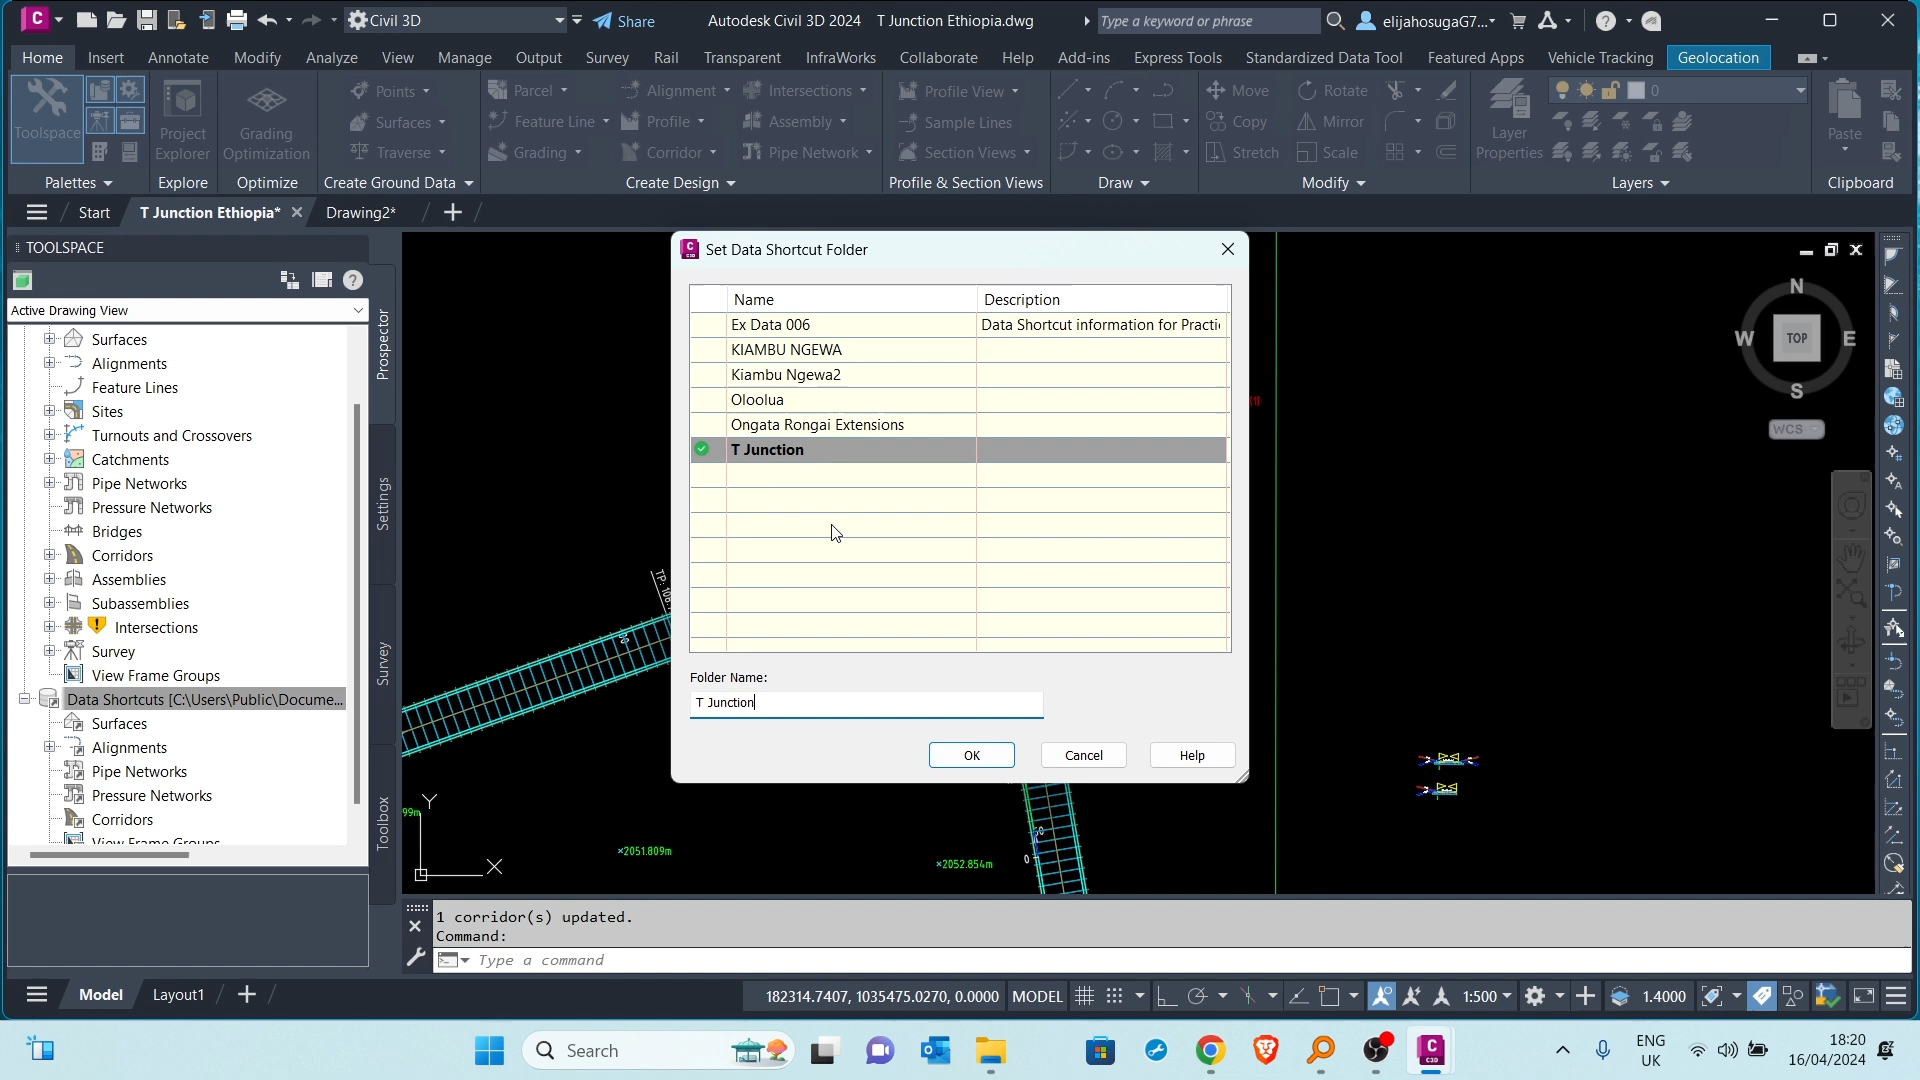 Civil 3D
Share
Autodesk Civil 3D 2024 T Junction Ethiopia.dwg
Type a keyword or phrase
elijahosugaG7...
Home Insert Annotate Modify Analyze View Manage Output Survey Rail Transparent InfraWorks Collaborate Help Add-ins Express Tools Standardized Data Tool Featured Apps Vehicle Tracking Geolocation
Toolspace
Project Explorer
Grading Optimization
Points
Surfaces
Traverse
Parcel
Feature Line
Grading
Alignment
Profile
Corridor
Intersections
Assembly
Pipe Network
Profile View
Sample Lines
Section Views
Move
Copy
Stretch
Rotate
Mirror
Scale
Layer Properties
0
Paste
Palettes
Explore
Optimize
Create Ground Data
Create Design
Profile & Section Views
Draw
Modify
Layers
Clipboard
Start
T Junction Ethiopia*
Drawing2*
TOOLSPACE
Active Drawing View
Surfaces
Alignments
Feature Lines
Sites
Turnouts and Crossovers
Catchments
Pipe Networks
Pressure Networks
Bridges
Corridors
Assemblies
Subassemblies
Intersections
Survey
View Frame Groups
Data Shortcuts [C:\Users\Public\Docume...
Surfaces
Alignments
Pipe Networks
Pressure Networks
Corridors
View Frame Groups
Prospector
Settings
Survey
Toolbox
Set Data Shortcut Folder
Name Description
Ex Data 006 Data Shortcut information for Practi
KIAMBU NGEWA
Kiambu Ngewa2
Oloolua
Ongata Rongai Extensions
T Junction
Folder Name:
T Junction
OK
Cancel
Help
N
W
TOP
E
S
WCS
Y
X
99m
×2051.809m
×2052.854m
0
1 corridor(s) updated.
Command:
Type a command
Model
Layout1
182314.7407, 1035475.0270, 0.0000
MODEL
1:500
1.4000
Search
ENG
UK
18:20
16/04/2024